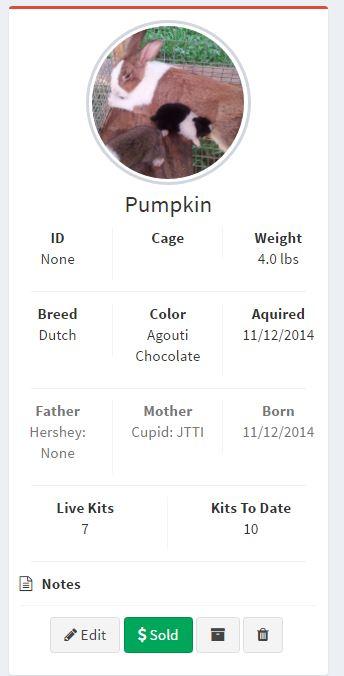 Pumpkin
ID Cage Weight
None 4.0 lbs
Breed Color Aquired
Dutch Agouti 11/12/2014
Chocolate
Father Mother Born
Hershey: Cupid: JTTI 11/12/2014
None
Live Kits Kits To Date
7 10
Notes
Edit $ Sold